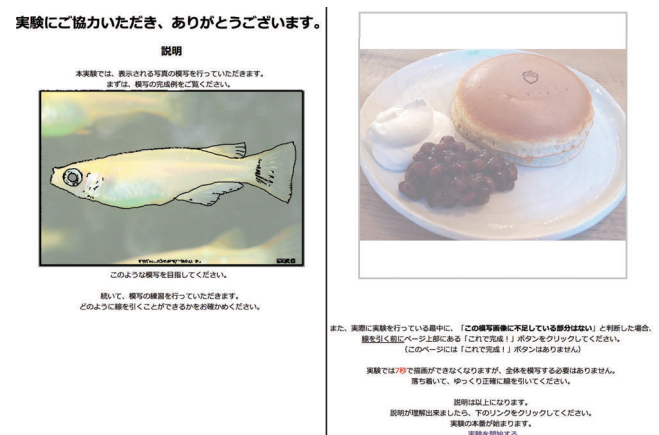 実験にご協力いただき、ありがとうございます。
説明
本実験では、表示される写真の模写を行っていただきます。
まずは、模写の完成例をご覧ください。
このような模写を目指してください。
続いて、模写の練習を行っていただきます。
どのように線を引くことができるかをお確かめください。
また、実際に実験を行っている最中に、「この模写画像に不足している部分はない」と判断した場合、
線を引く前にページ上部にある「これで完成！」ボタンをクリックしてください。
（このページには「これで完成！」ボタンはありません）
実験では7秒で描画ができなくなりますが、全体を模写する必要はありません。
落ち着いて、ゆっくり正確に線を引いてください。
説明は以上になります。
説明が理解出来ましたら、下のリンクをクリックしてください。
実験の本番が始まります。
実験を開始する